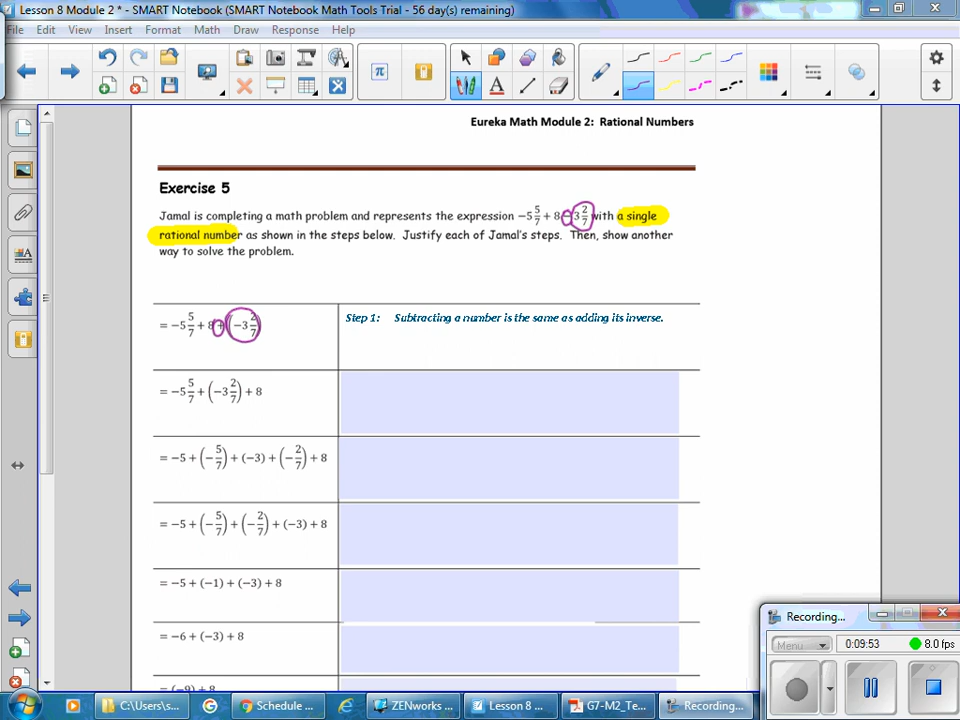 Lesson 8 Module 2 * - SMART Notebook (SMART Notebook Math Tools Trial - 56 day(s) remaining)
File Edit View Insert Format Math Draw Response Help
Eureka Math Module 2: Rational Numbers
Exercise 5
Jamal is completing a math problem and represents the expression −5 5/7 + 8 − 3 2/7 with a single
rational number as shown in the steps below. Justify each of Jamal's steps. Then, show another
way to solve the problem.
= −5 5/7 + 8 + (−3 2/7)
Step 1: Subtracting a number is the same as adding its inverse.
= −5 5/7 + (−3 2/7) + 8
= −5 + (−5/7) + (−3) + (−2/7) + 8
= −5 + (−5/7) + (−2/7) + (−3) + 8
= −5 + (−1) + (−3) + 8
= −6 + (−3) + 8
= (−9) + 8
Recording...
Menu 0:09:53 8.0 fps
C:\Users\s... Schedule ... ZENworks ... Lesson 8 ... G7-M2_Te... Recording...